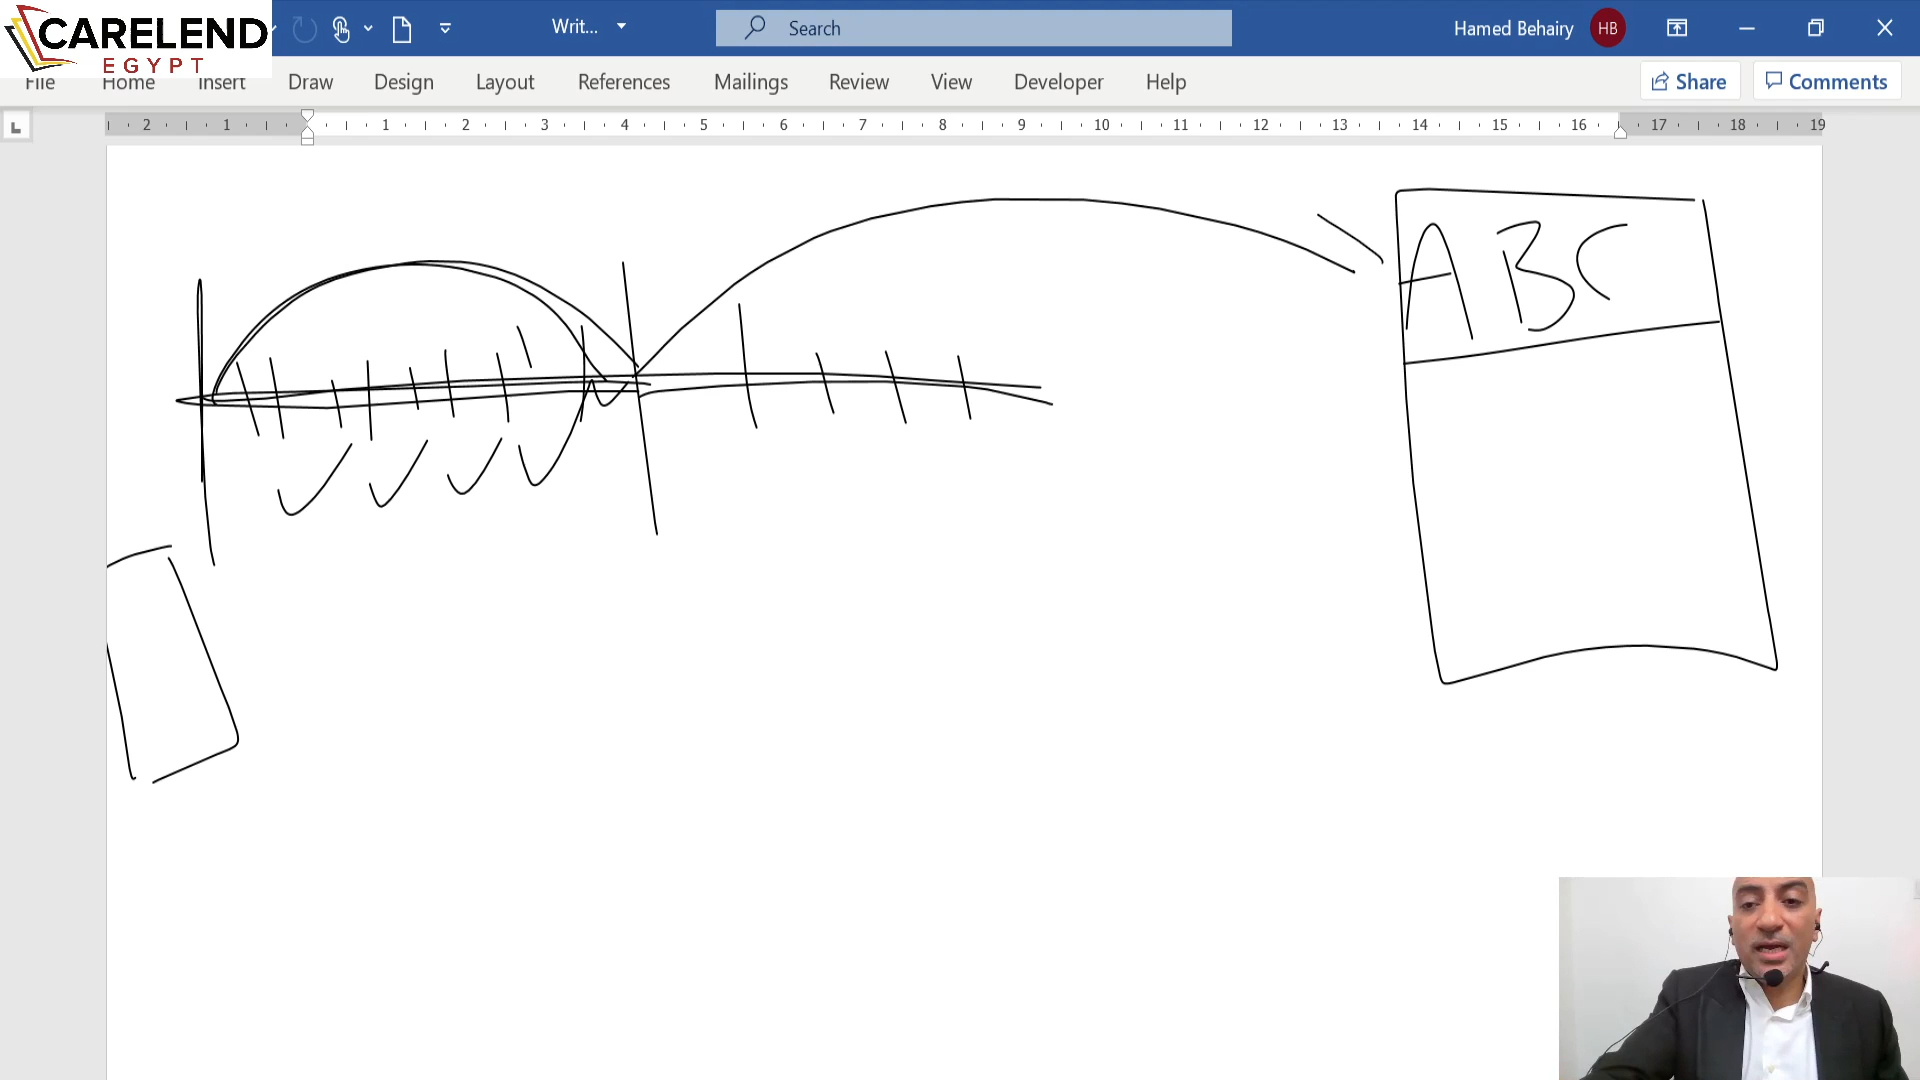 CARELEND
EGYPT
Writ...
Search
Hamed Behairy
HB
File
Home
Insert
Draw
Design
Layout
References
Mailings
Review
View
Developer
Help
Share
Comments
2 1 1 2 3 4 5 6 7 8 9 10 11 12 13 14 15 16 17 18 19
ABC